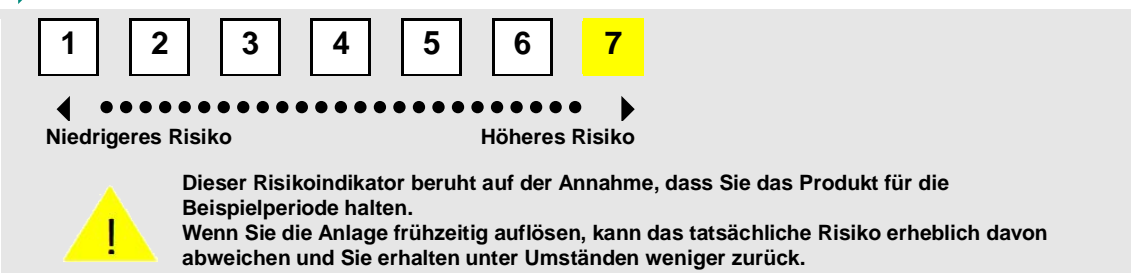 1 2 3 4 5 6 7
Niedrigeres Risiko Höheres Risiko
Dieser Risikoindikator beruht auf der Annahme, dass Sie das Produkt für die
Beispielperiode halten.
! Wenn Sie die Anlage frühzeitig auflösen, kann das tatsächliche Risiko erheblich davon
abweichen und Sie erhalten unter Umständen weniger zurück.